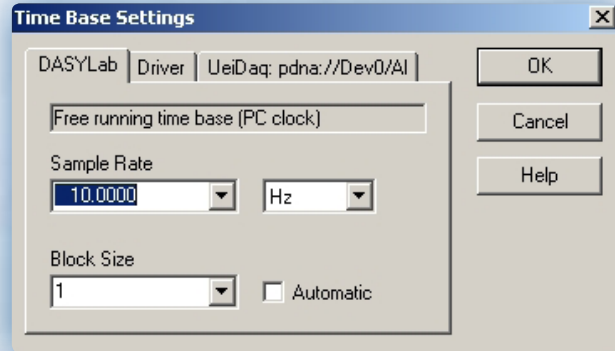 Time Base Settings
DASYLab
Driver
UeiDaq: pdna://Dev0/AI
Free running time base (PC clock)
Sample Rate
10.0000
Hz
Block Size
1
Automatic
OK
Cancel
Help